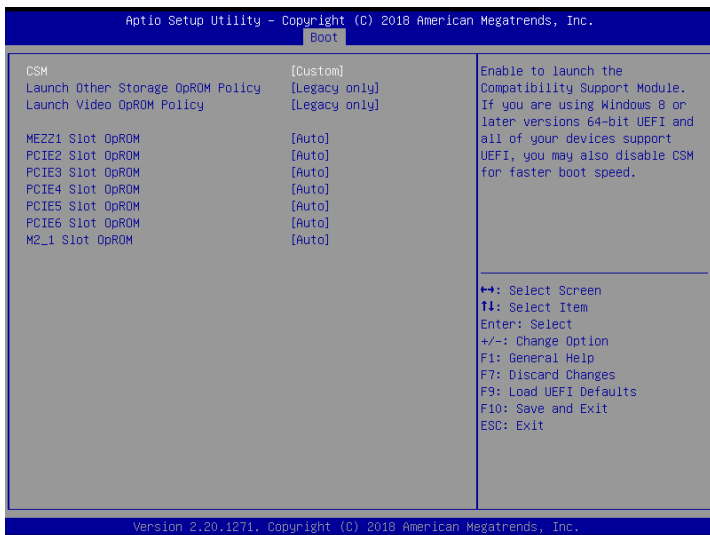 Aptio Setup Utility – Copyright (C) 2018 American Megatrends, Inc.
Boot
CSM [Custom]
Launch Other Storage OpROM Policy [Legacy only]
Launch Video OpROM Policy [Legacy only]
MEZZ1 Slot OpROM [Auto]
PCIE2 Slot OpROM [Auto]
PCIE3 Slot OpROM [Auto]
PCIE4 Slot OpROM [Auto]
PCIE5 Slot OpROM [Auto]
PCIE6 Slot OpROM [Auto]
M2_1 Slot OpROM [Auto]
Enable to launch the
Compatibility Support Module.
If you are using Windows 8 or
later versions 64-bit UEFI and
all of your devices support
UEFI, you may also disable CSM
for faster boot speed.
↔: Select Screen
↑↓: Select Item
Enter: Select
+/-: Change Option
F1: General Help
F7: Discard Changes
F9: Load UEFI Defaults
F10: Save and Exit
ESC: Exit
Version 2.20.1271. Copyright (C) 2018 American Megatrends, Inc.